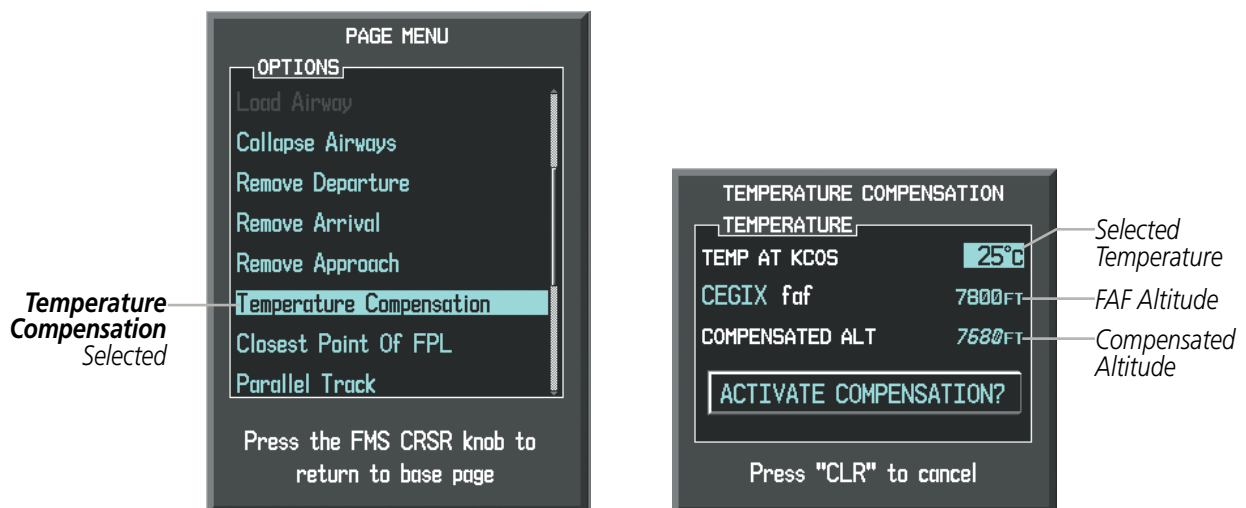 PAGE MENU
OPTIONS
Load Airway
Collapse Airways
Remove Departure
Remove Arrival
Remove Approach
Temperature Compensation
Closest Point Of FPL
Parallel Track
Press the FMS CRSR knob to
return to base page
Temperature
Compensation
Selected
TEMPERATURE COMPENSATION
TEMPERATURE
TEMP AT KCOS 25°C
CEGIX faf 7800FT
COMPENSATED ALT 7680FT
ACTIVATE COMPENSATION?
Press "CLR" to cancel
Selected
Temperature
FAF Altitude
Compensated
Altitude